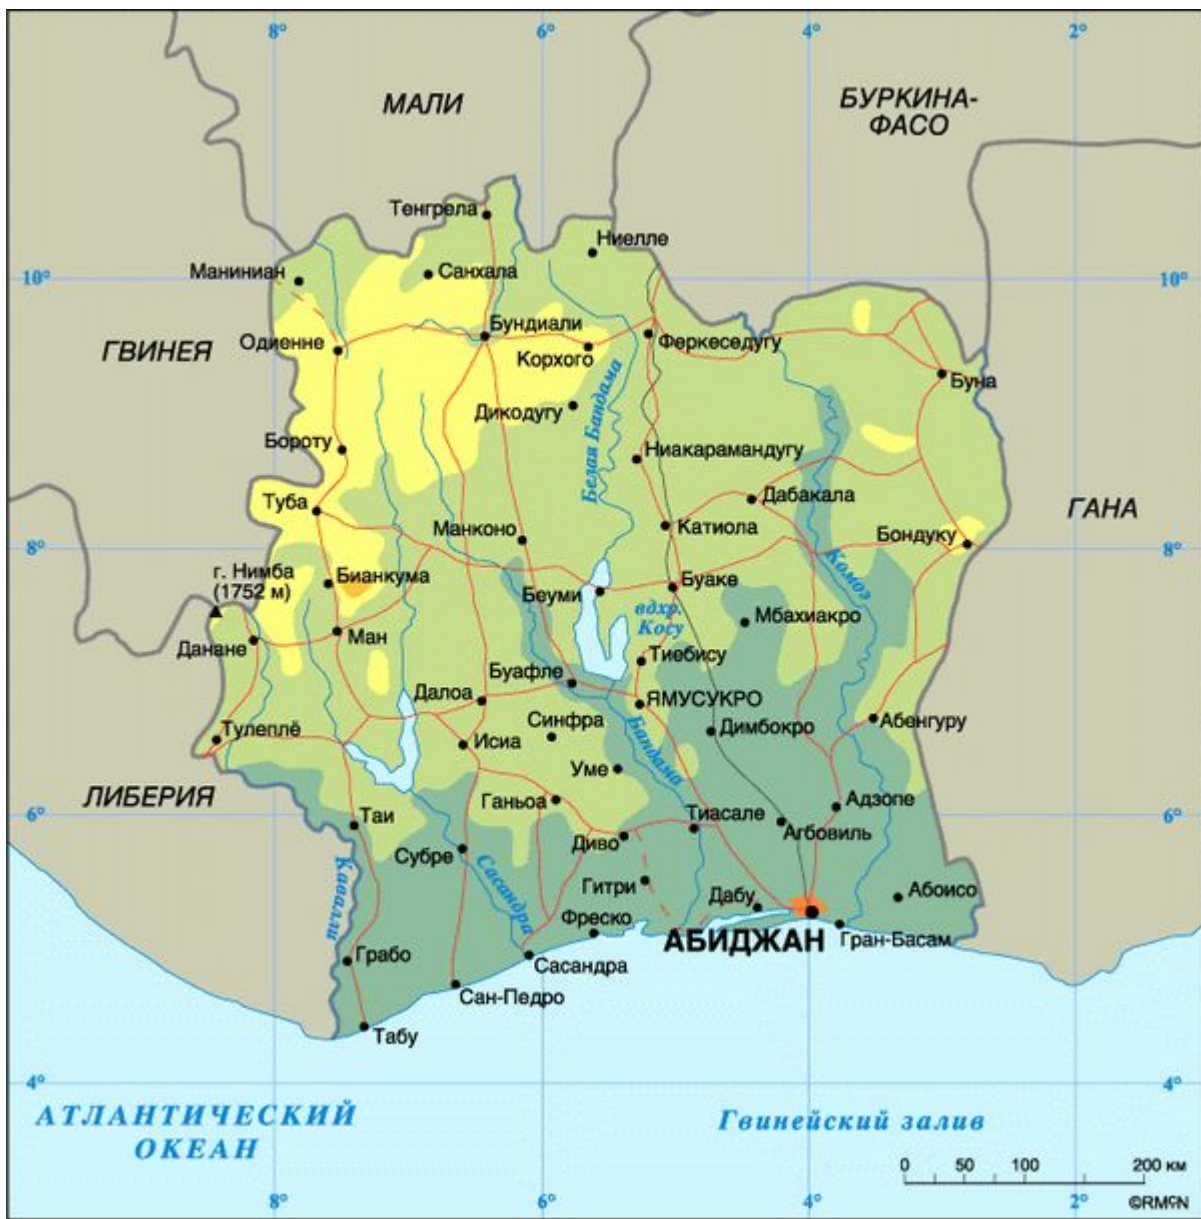 8°
6°
4°
2°
МАЛИ
БУРКИНА-
ФАСО
Тенгрела
Ниелле
10°
Маниниан
Санхала
10°
Бундиали
ГВИНЕЯ
Одиенне
Корхого
Феркеседугу
Буна
Дикодугу
Белая Бандама
Бороту
Ниакарамандугу
Туба
Дабакала
ГАНА
Манконо
Катиола
Бондуку
8°
8°
г. Нимба
(1752 м)
Бианкума
Беуми
Буаке
Комоэ
вдхр.
Косу
Мбахиакро
Данане
Ман
Тиебису
Буафле
Далоа
ЯМУСУКРО
Синфра
Абенгуру
Тулеплё
Исиа
Димбокро
Бандама
Уме
ЛИБЕРИЯ
Ганьоа
Адзопе
Таи
Тиасале
6°
6°
Диво
Агбовиль
Субре
Кавалли
Сасандра
Гитри
Дабу
Абоисо
Фреско
АБИДЖАН
Гран-Басам
Грабо
Сасандра
Сан-Педро
Табу
4°
4°
АТЛАНТИЧЕСКИЙ
ОКЕАН
Гвинейский залив
0 50 100 200 км
8°
6°
4°
2°
©RMCN